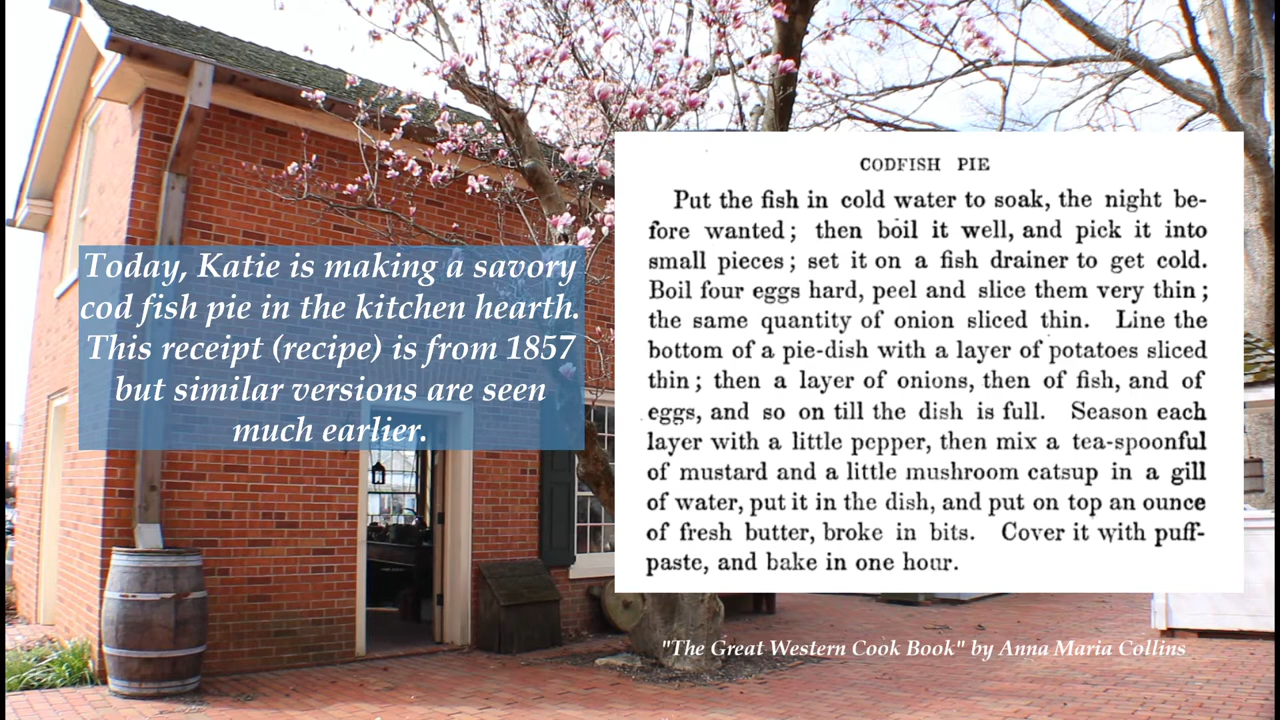 Today, Katie is making a savory
cod fish pie in the kitchen hearth.
This receipt (recipe) is from 1857
but similar versions are seen
much earlier.
CODFISH PIE
Put the fish in cold water to soak, the night be-
fore wanted; then boil it well, and pick it into
small pieces; set it on a fish drainer to get cold.
Boil four eggs hard, peel and slice them very thin;
the same quantity of onion sliced thin. Line the
bottom of a pie-dish with a layer of potatoes sliced
thin; then a layer of onions, then of fish, and of
eggs, and so on till the dish is full. Season each
layer with a little pepper, then mix a tea-spoonful
of mustard and a little mushroom catsup in a gill
of water, put it in the dish, and put on top an ounce
of fresh butter, broke in bits. Cover it with puff-
paste, and bake in one hour.
"The Great Western Cook Book" by Anna Maria Collins